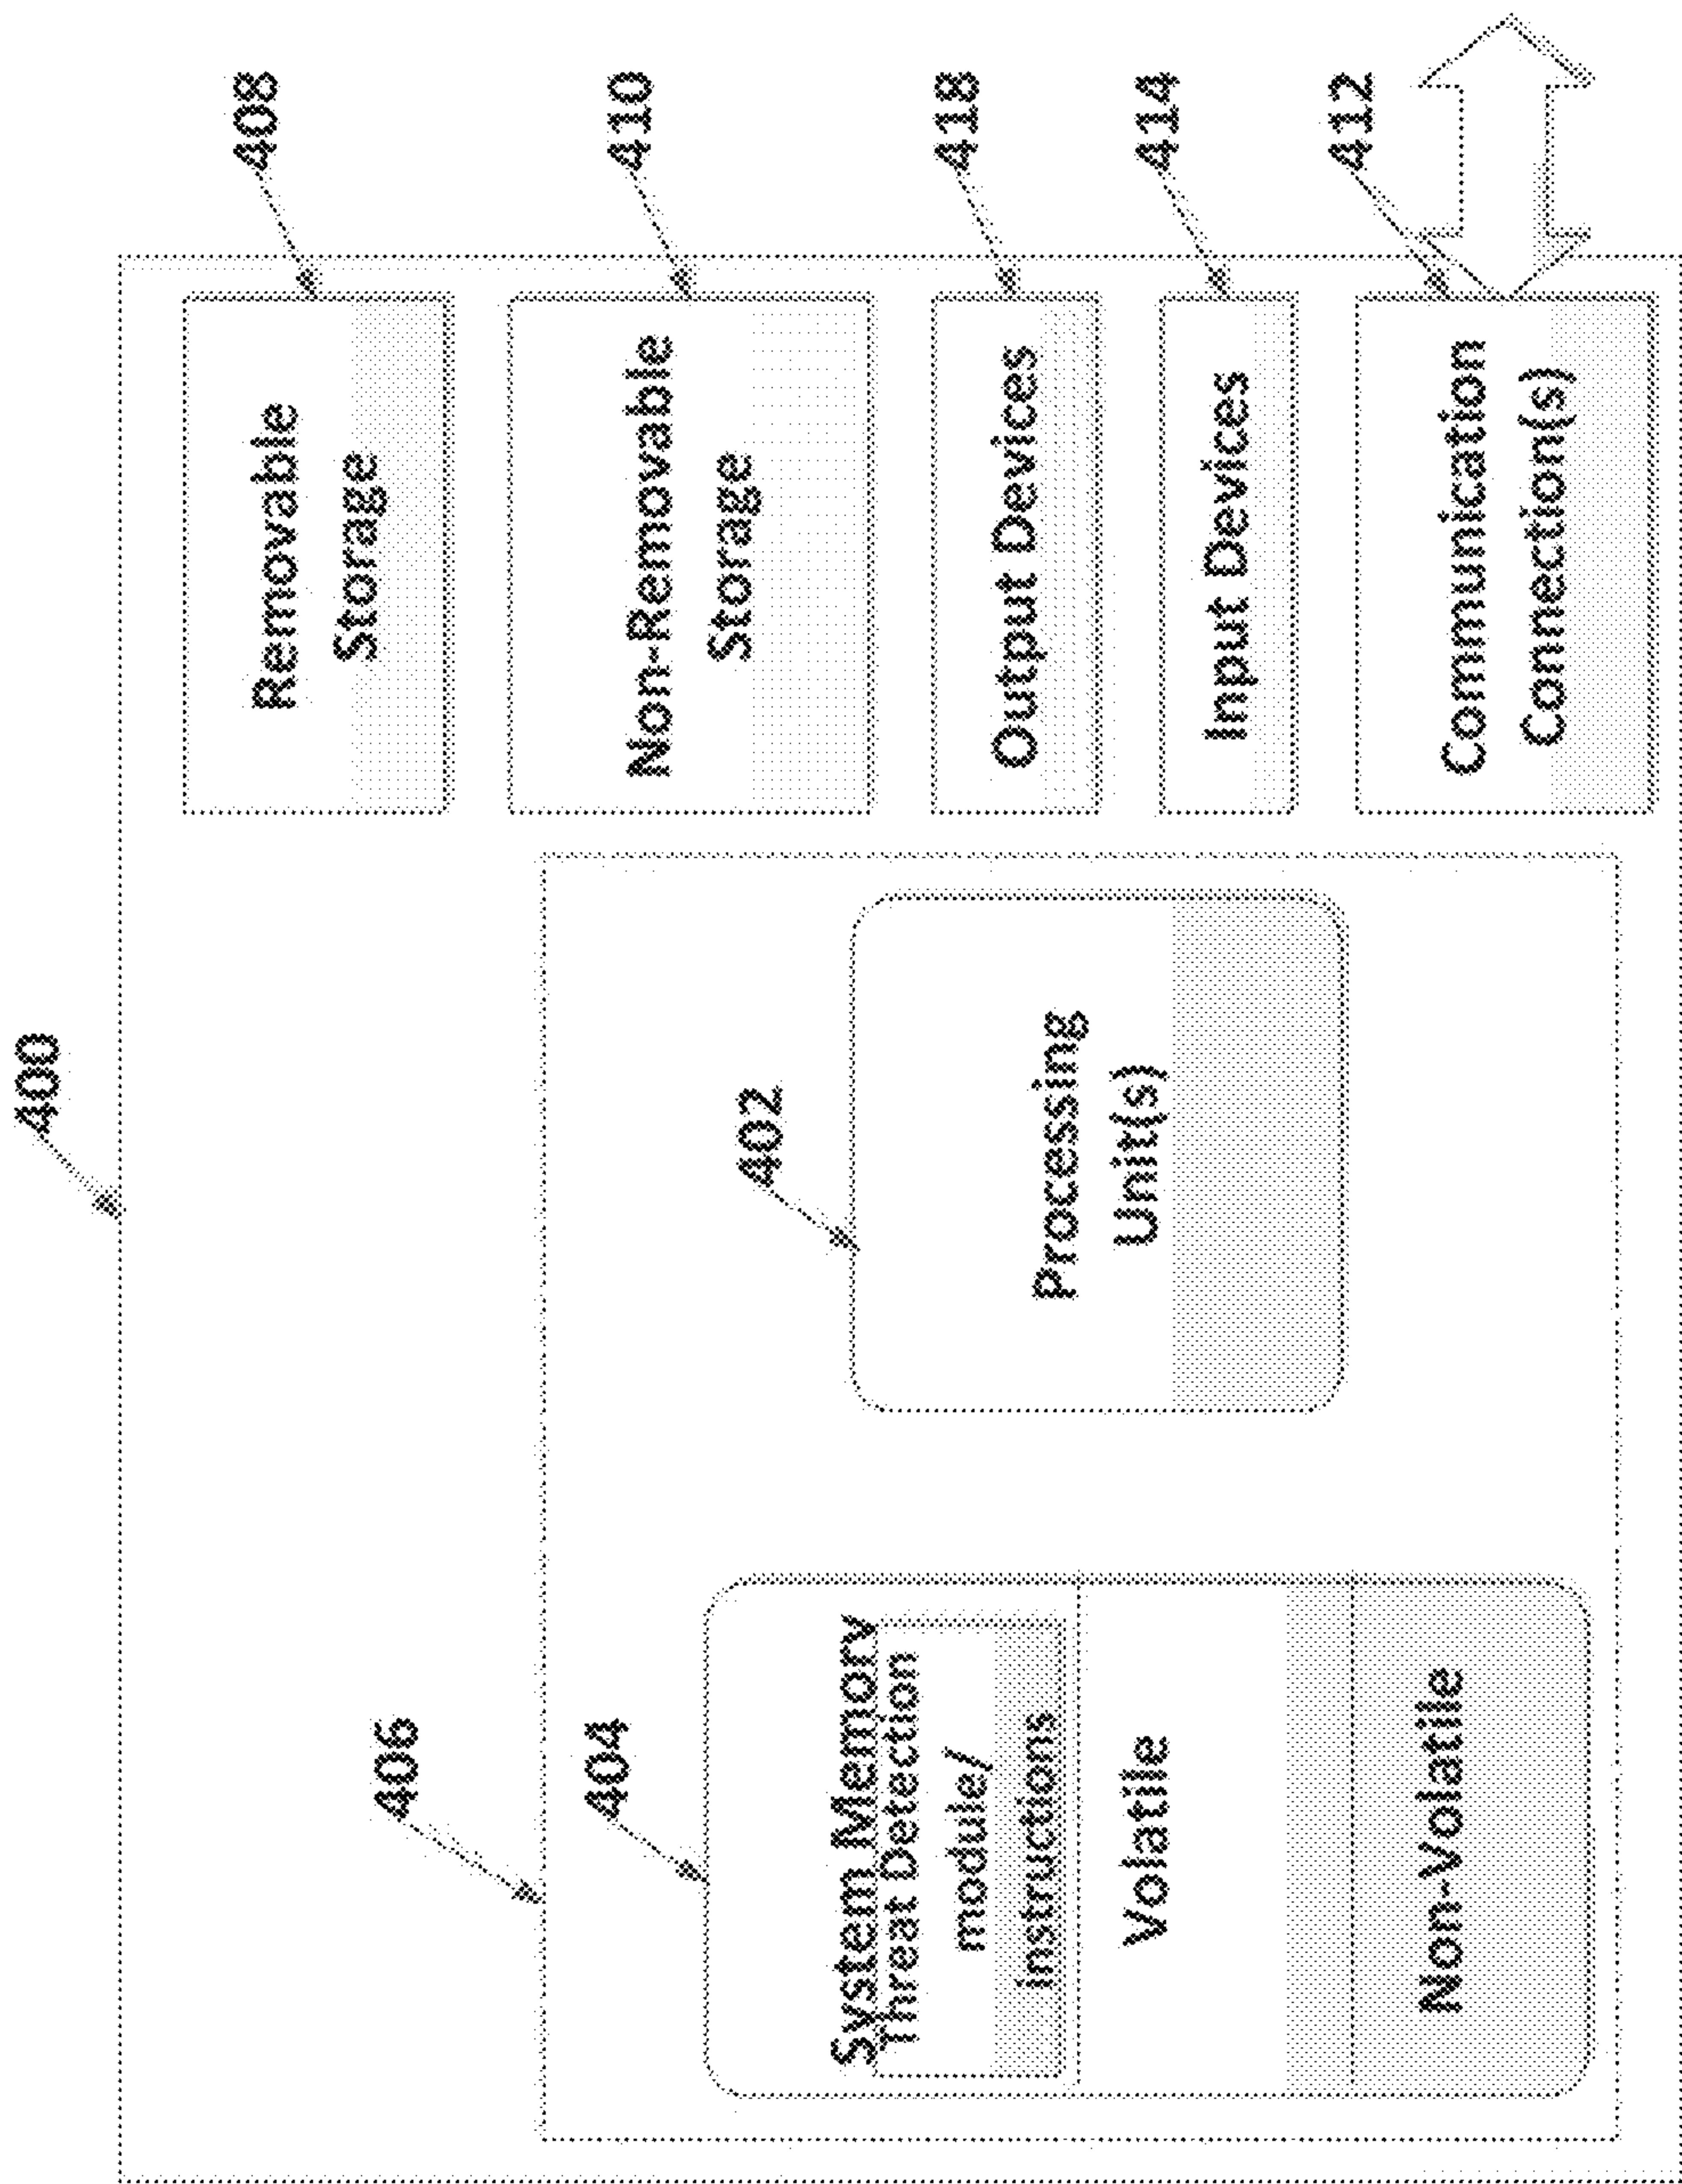 400
406
404
System Memory
Threat Detection
module/
instructions
Volatile
Non-Volatile
402
Processing
Unit(s)
408
Removable
Storage
410
Non-Removable
Storage
418
Output Devices
414
Input Devices
412
Communication
Connection(s)